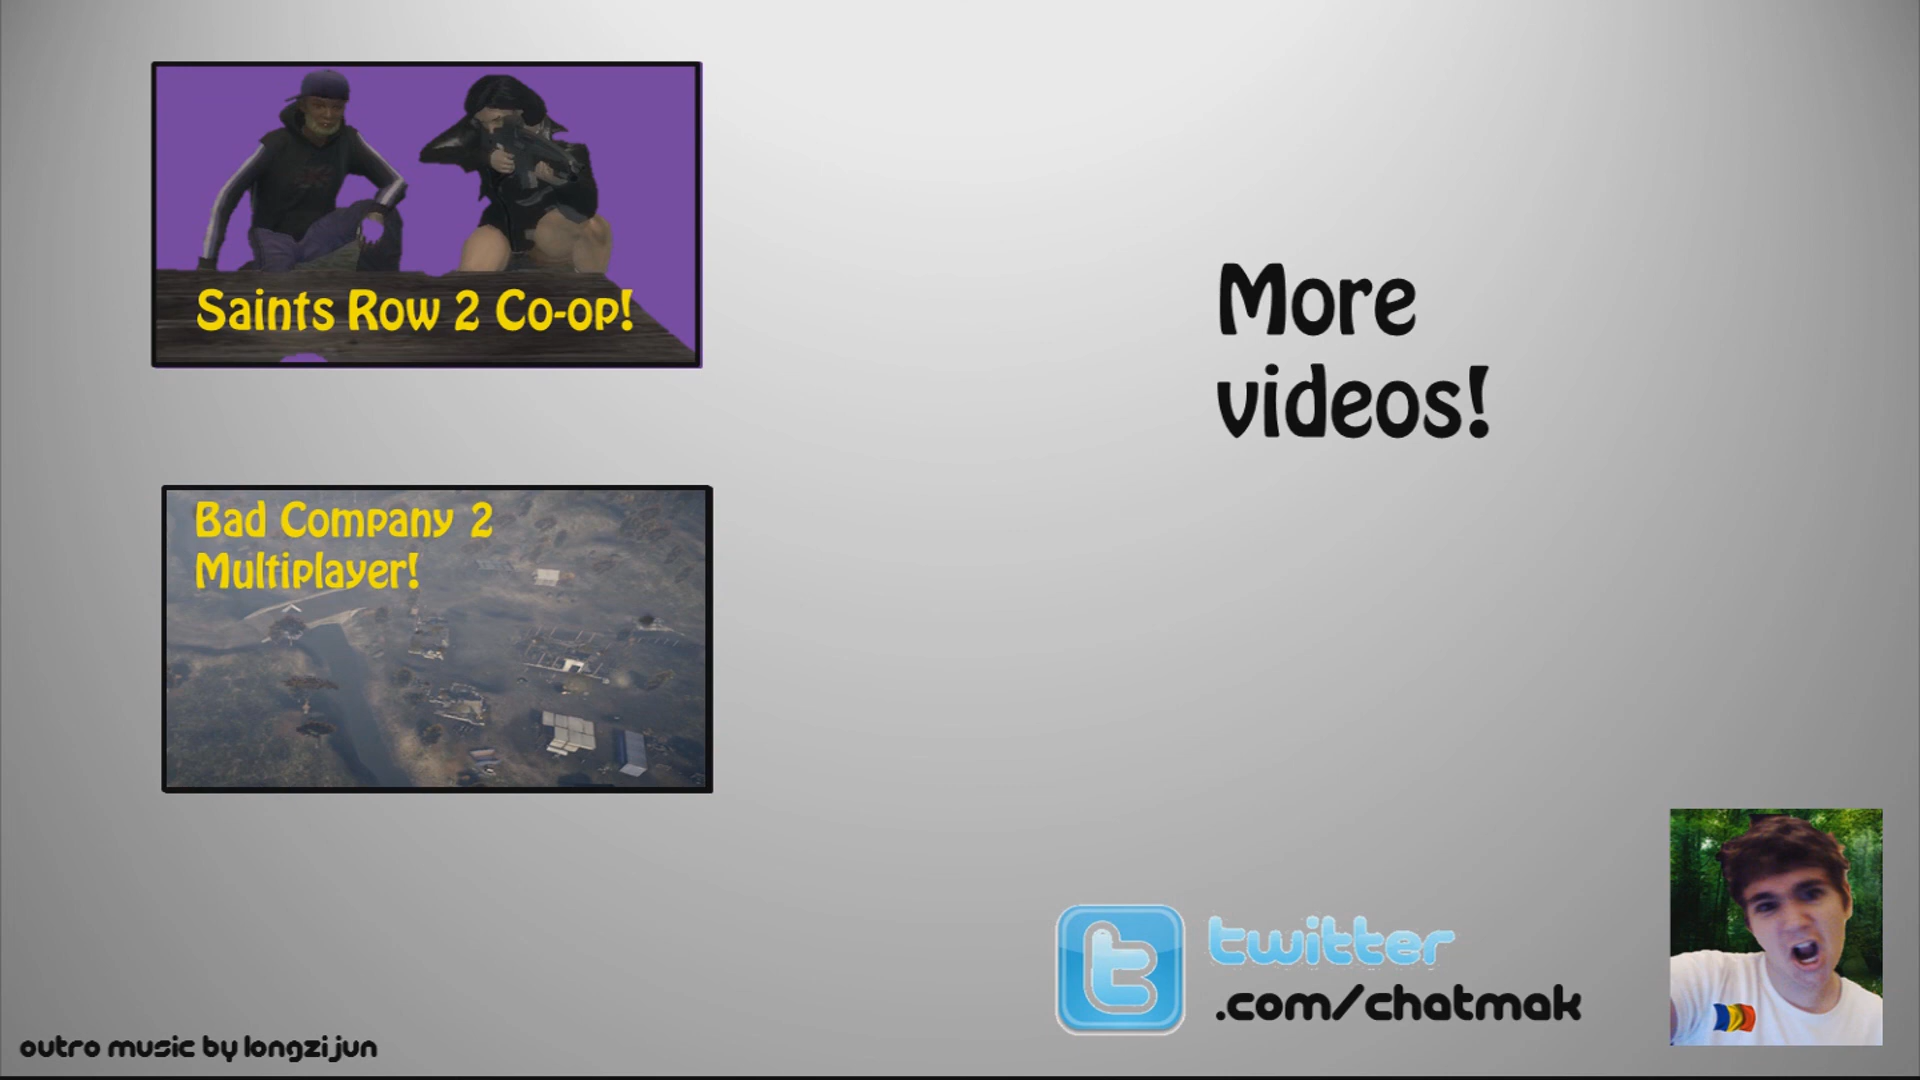 Saints Row 2 Co-op!
More
videos!
Bad Company 2
Multiplayer!
t
twitter
.com/chatmak
outro music by longzijun